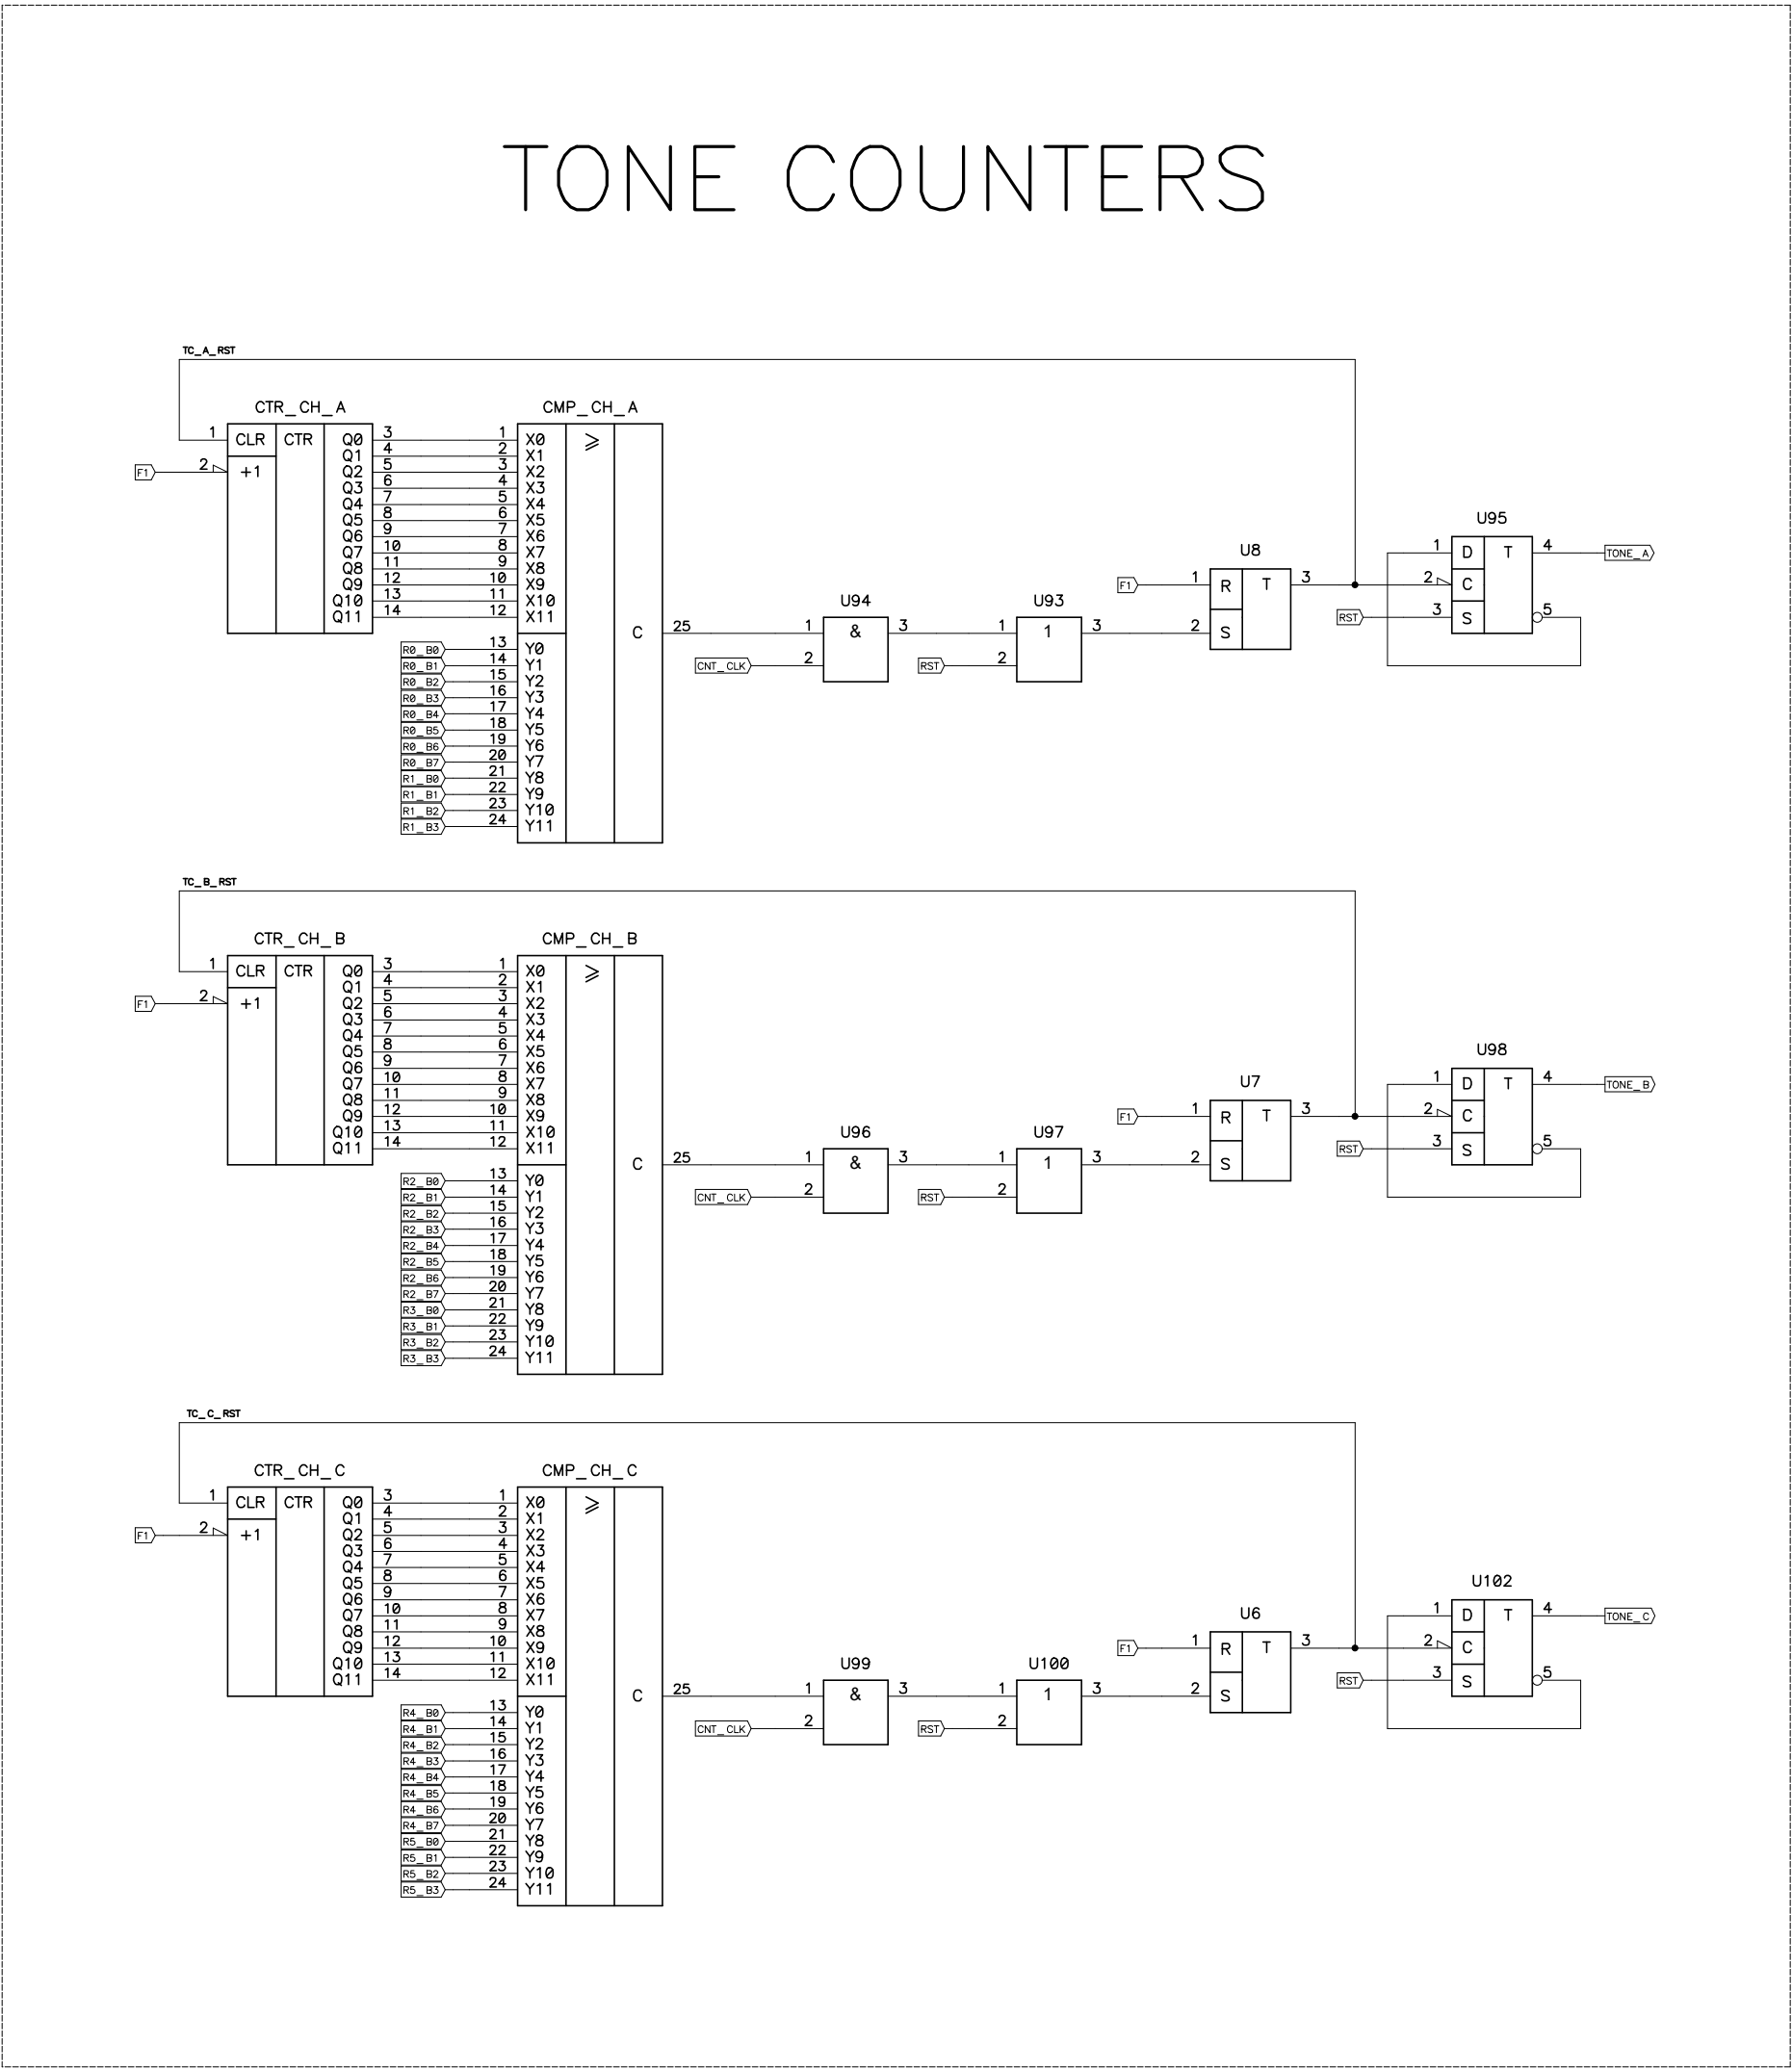 TONE COUNTERS
TC_A_RST
CTR_CH_A CMP_CH_A
1 CLR CTR Q0 3 1 X0 ⩾
Q1 4 2 X1
F1 2 +1 Q2 5 3 X2
Q3 6 4 X3
Q4 7 5 X4
Q5 8 6 X5 U95
Q6 9 7 X6
Q7 10 8 X7 U8 1 D T 4 TONE_A
Q8 11 9 X8
Q9 12 10 X9 F1 1 R T 3 2 C
Q10 13 11 X10 U94 U93
Q11 14 12 X11 RST 3 S 5
C 25 1 & 3 1 1 3 2 S
R0_B0 13 Y0
R0_B1 14 Y1 CNT_CLK 2 RST 2
R0_B2 15 Y2
R0_B3 16 Y3
R0_B4 17 Y4
R0_B5 18 Y5
R0_B6 19 Y6
R0_B7 20 Y7
R1_B0 21 Y8
R1_B1 22 Y9
R1_B2 23 Y10
R1_B3 24 Y11
TC_B_RST
CTR_CH_B CMP_CH_B
1 CLR CTR Q0 3 1 X0 ⩾
Q1 4 2 X1
F1 2 +1 Q2 5 3 X2
Q3 6 4 X3
Q4 7 5 X4
Q5 8 6 X5 U98
Q6 9 7 X6
Q7 10 8 X7 U7 1 D T 4 TONE_B
Q8 11 9 X8
Q9 12 10 X9 F1 1 R T 3 2 C
Q10 13 11 X10 U96 U97
Q11 14 12 X11 RST 3 S 5
C 25 1 & 3 1 1 3 2 S
R2_B0 13 Y0
R2_B1 14 Y1 CNT_CLK 2 RST 2
R2_B2 15 Y2
R2_B3 16 Y3
R2_B4 17 Y4
R2_B5 18 Y5
R2_B6 19 Y6
R2_B7 20 Y7
R3_B0 21 Y8
R3_B1 22 Y9
R3_B2 23 Y10
R3_B3 24 Y11
TC_C_RST
CTR_CH_C CMP_CH_C
1 CLR CTR Q0 3 1 X0 ⩾
Q1 4 2 X1
F1 2 +1 Q2 5 3 X2
Q3 6 4 X3
Q4 7 5 X4
Q5 8 6 X5 U102
Q6 9 7 X6
Q7 10 8 X7 U6 1 D T 4 TONE_C
Q8 11 9 X8
Q9 12 10 X9 F1 1 R T 3 2 C
Q10 13 11 X10 U99 U100
Q11 14 12 X11 RST 3 S 5
C 25 1 & 3 1 1 3 2 S
R4_B0 13 Y0
R4_B1 14 Y1 CNT_CLK 2 RST 2
R4_B2 15 Y2
R4_B3 16 Y3
R4_B4 17 Y4
R4_B5 18 Y5
R4_B6 19 Y6
R4_B7 20 Y7
R5_B0 21 Y8
R5_B1 22 Y9
R5_B2 23 Y10
R5_B3 24 Y11